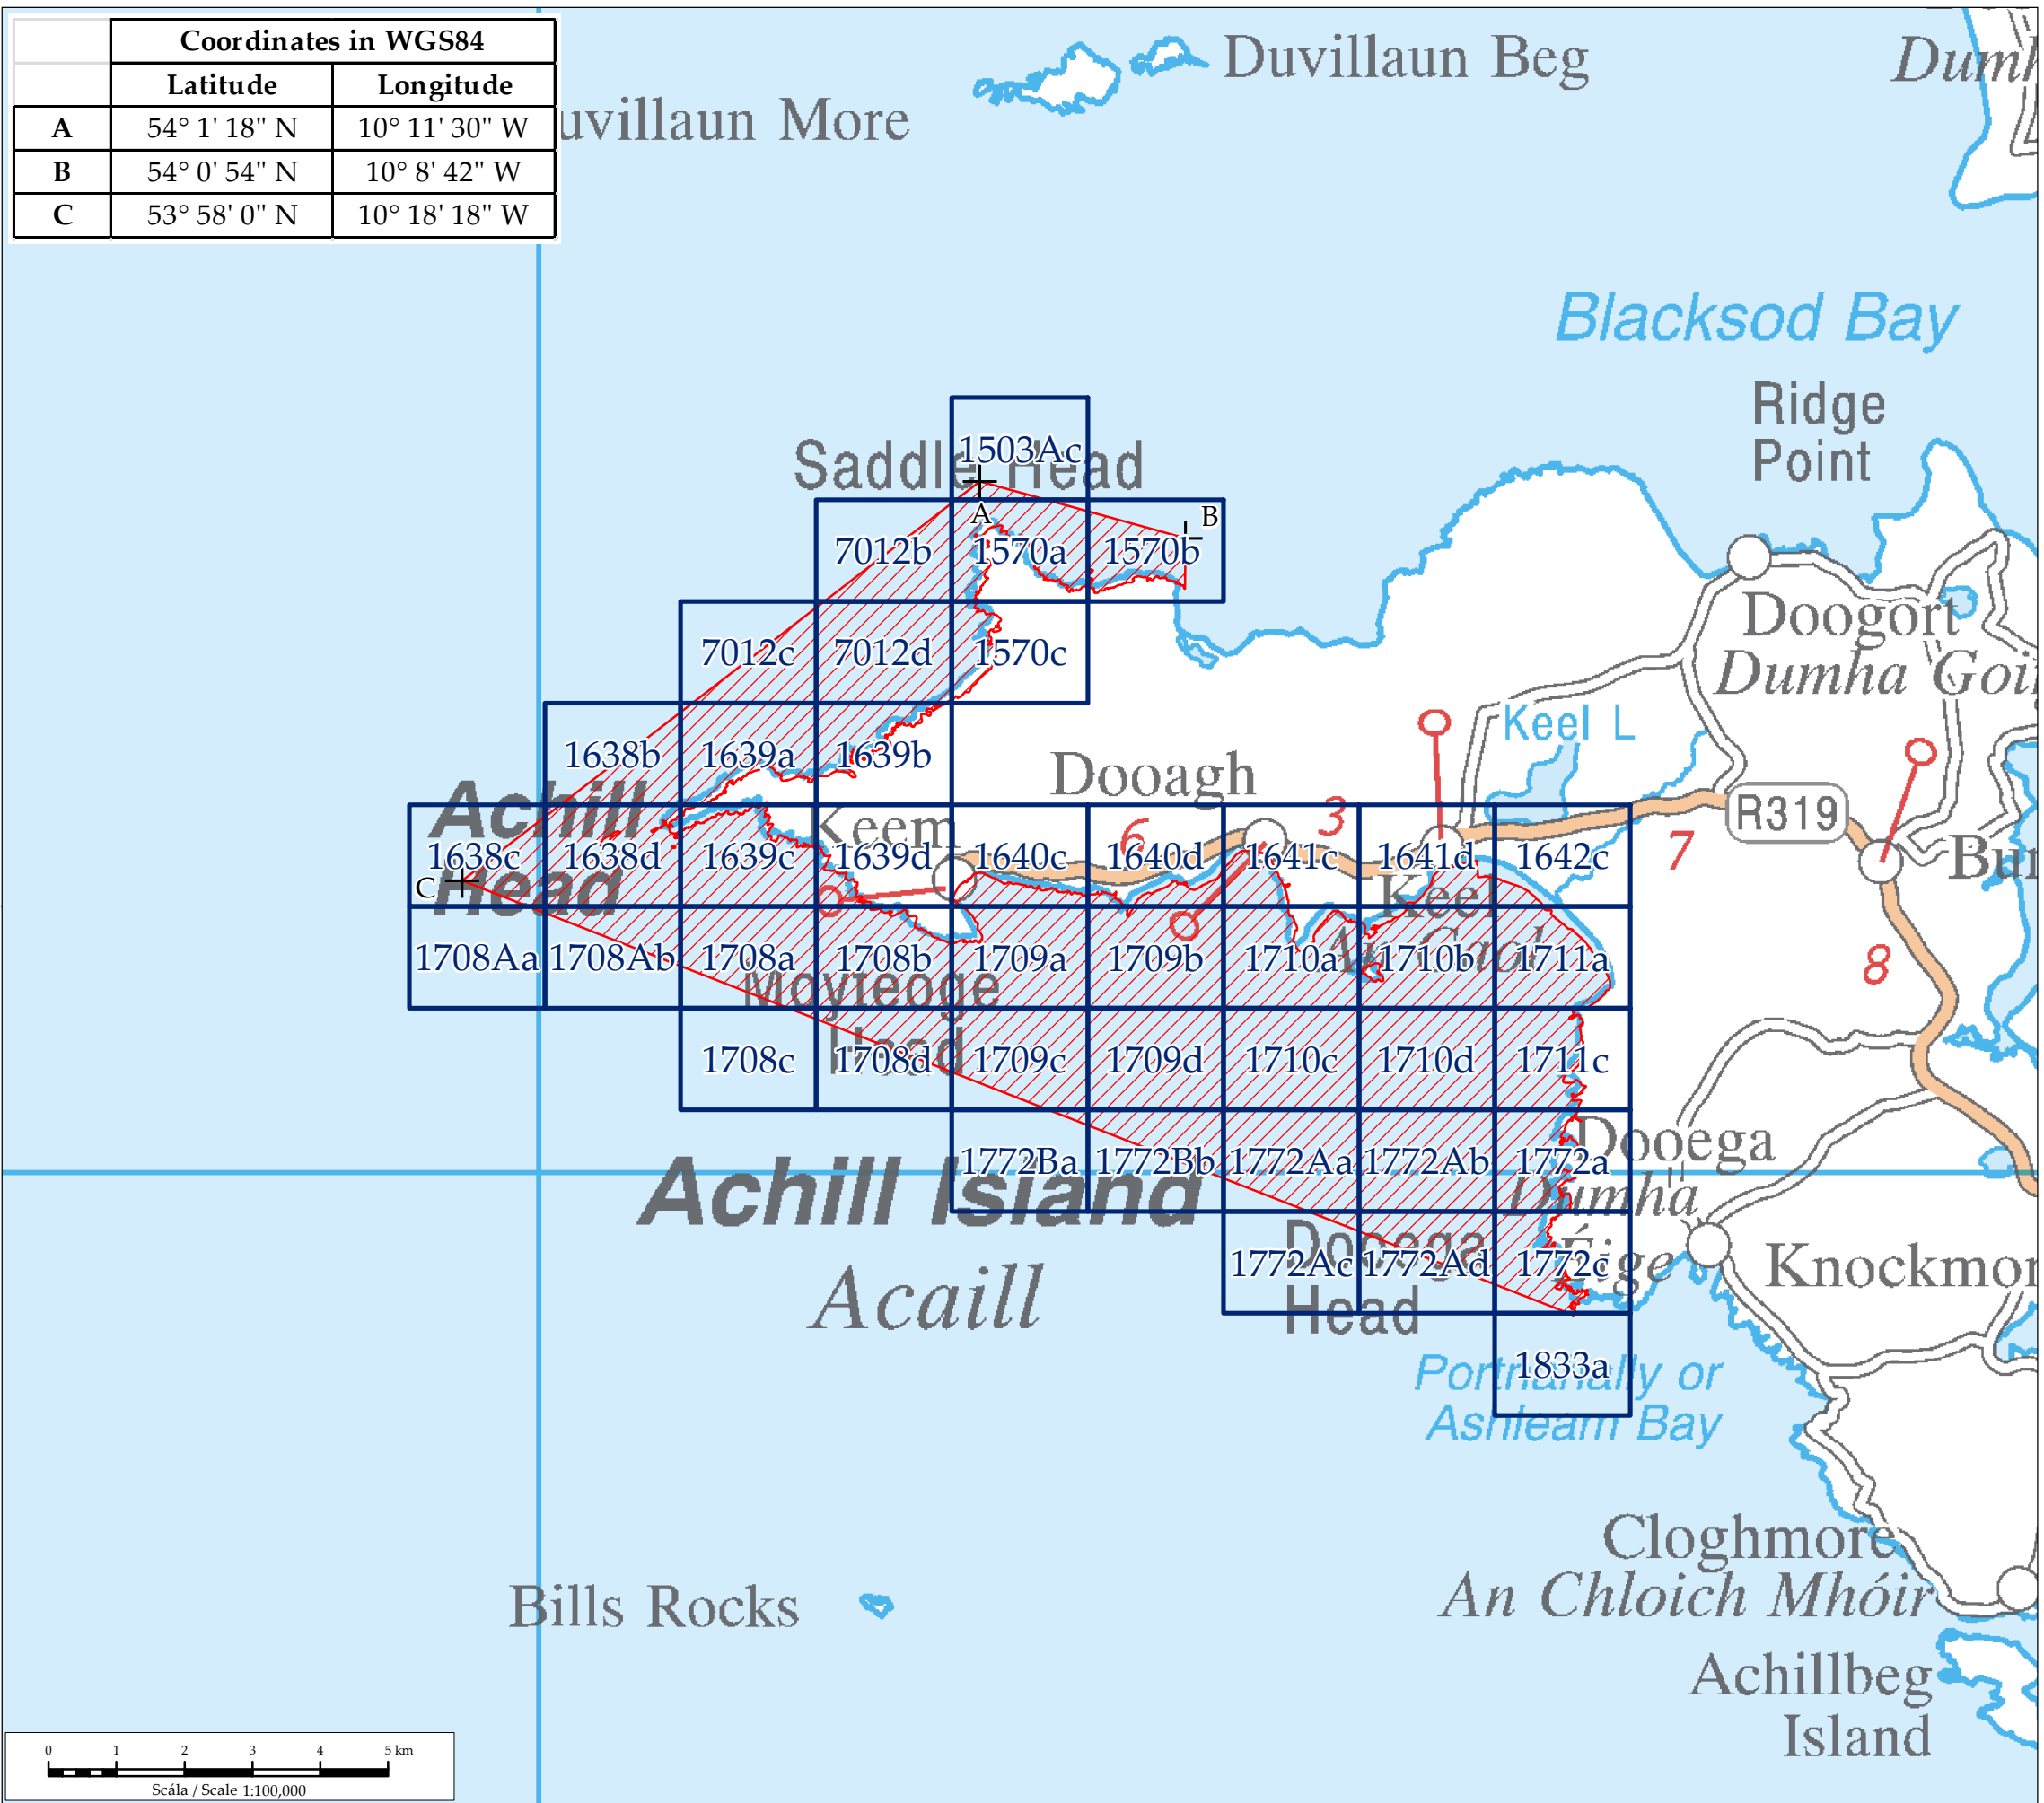 Coordinates in WGS84
Latitude Longitude
A 54° 1' 18" N 10° 11' 30" W
B 54° 0' 54" N 10° 8' 42" W
C 53° 58' 0" N 10° 18' 18" W
Duvillaun Beg
Dumh
uvillaun More
Blacksod Bay
Ridge
Point
Saddle Head
1503Ac
A
B
7012b 1570a 1570b
Doogort
Dumha Goi
7012c 7012d 1570c
Keel L
1638b 1639a 1639b
Dooagh
Achill
Head
Keem
6
3
R319
7
1638c 1638d 1639c 1639d 1640c 1640d 1641c 1641d 1642c
Bun
C
Keel
An Caol
8
1708Aa 1708Ab 1708a 1708b 1709a 1709b 1710a 1710b 1711a
Moyteoge
Head
1708c 1708d 1709c 1709d 1710c 1710d 1711c
Dooega
Dumha
Éige
1772Ba 1772Bb 1772Aa 1772Ab 1772a
Achill Island
Acaill
Dooega
Head
1772Ac 1772Ad 1772c
Knockmor
1833a
Portnanally or
Ashleam Bay
Cloghmore
An Chloich Mhóir
Bills Rocks
Achillbeg
Island
0 1 2 3 4 5 km
Scála / Scale 1:100,000